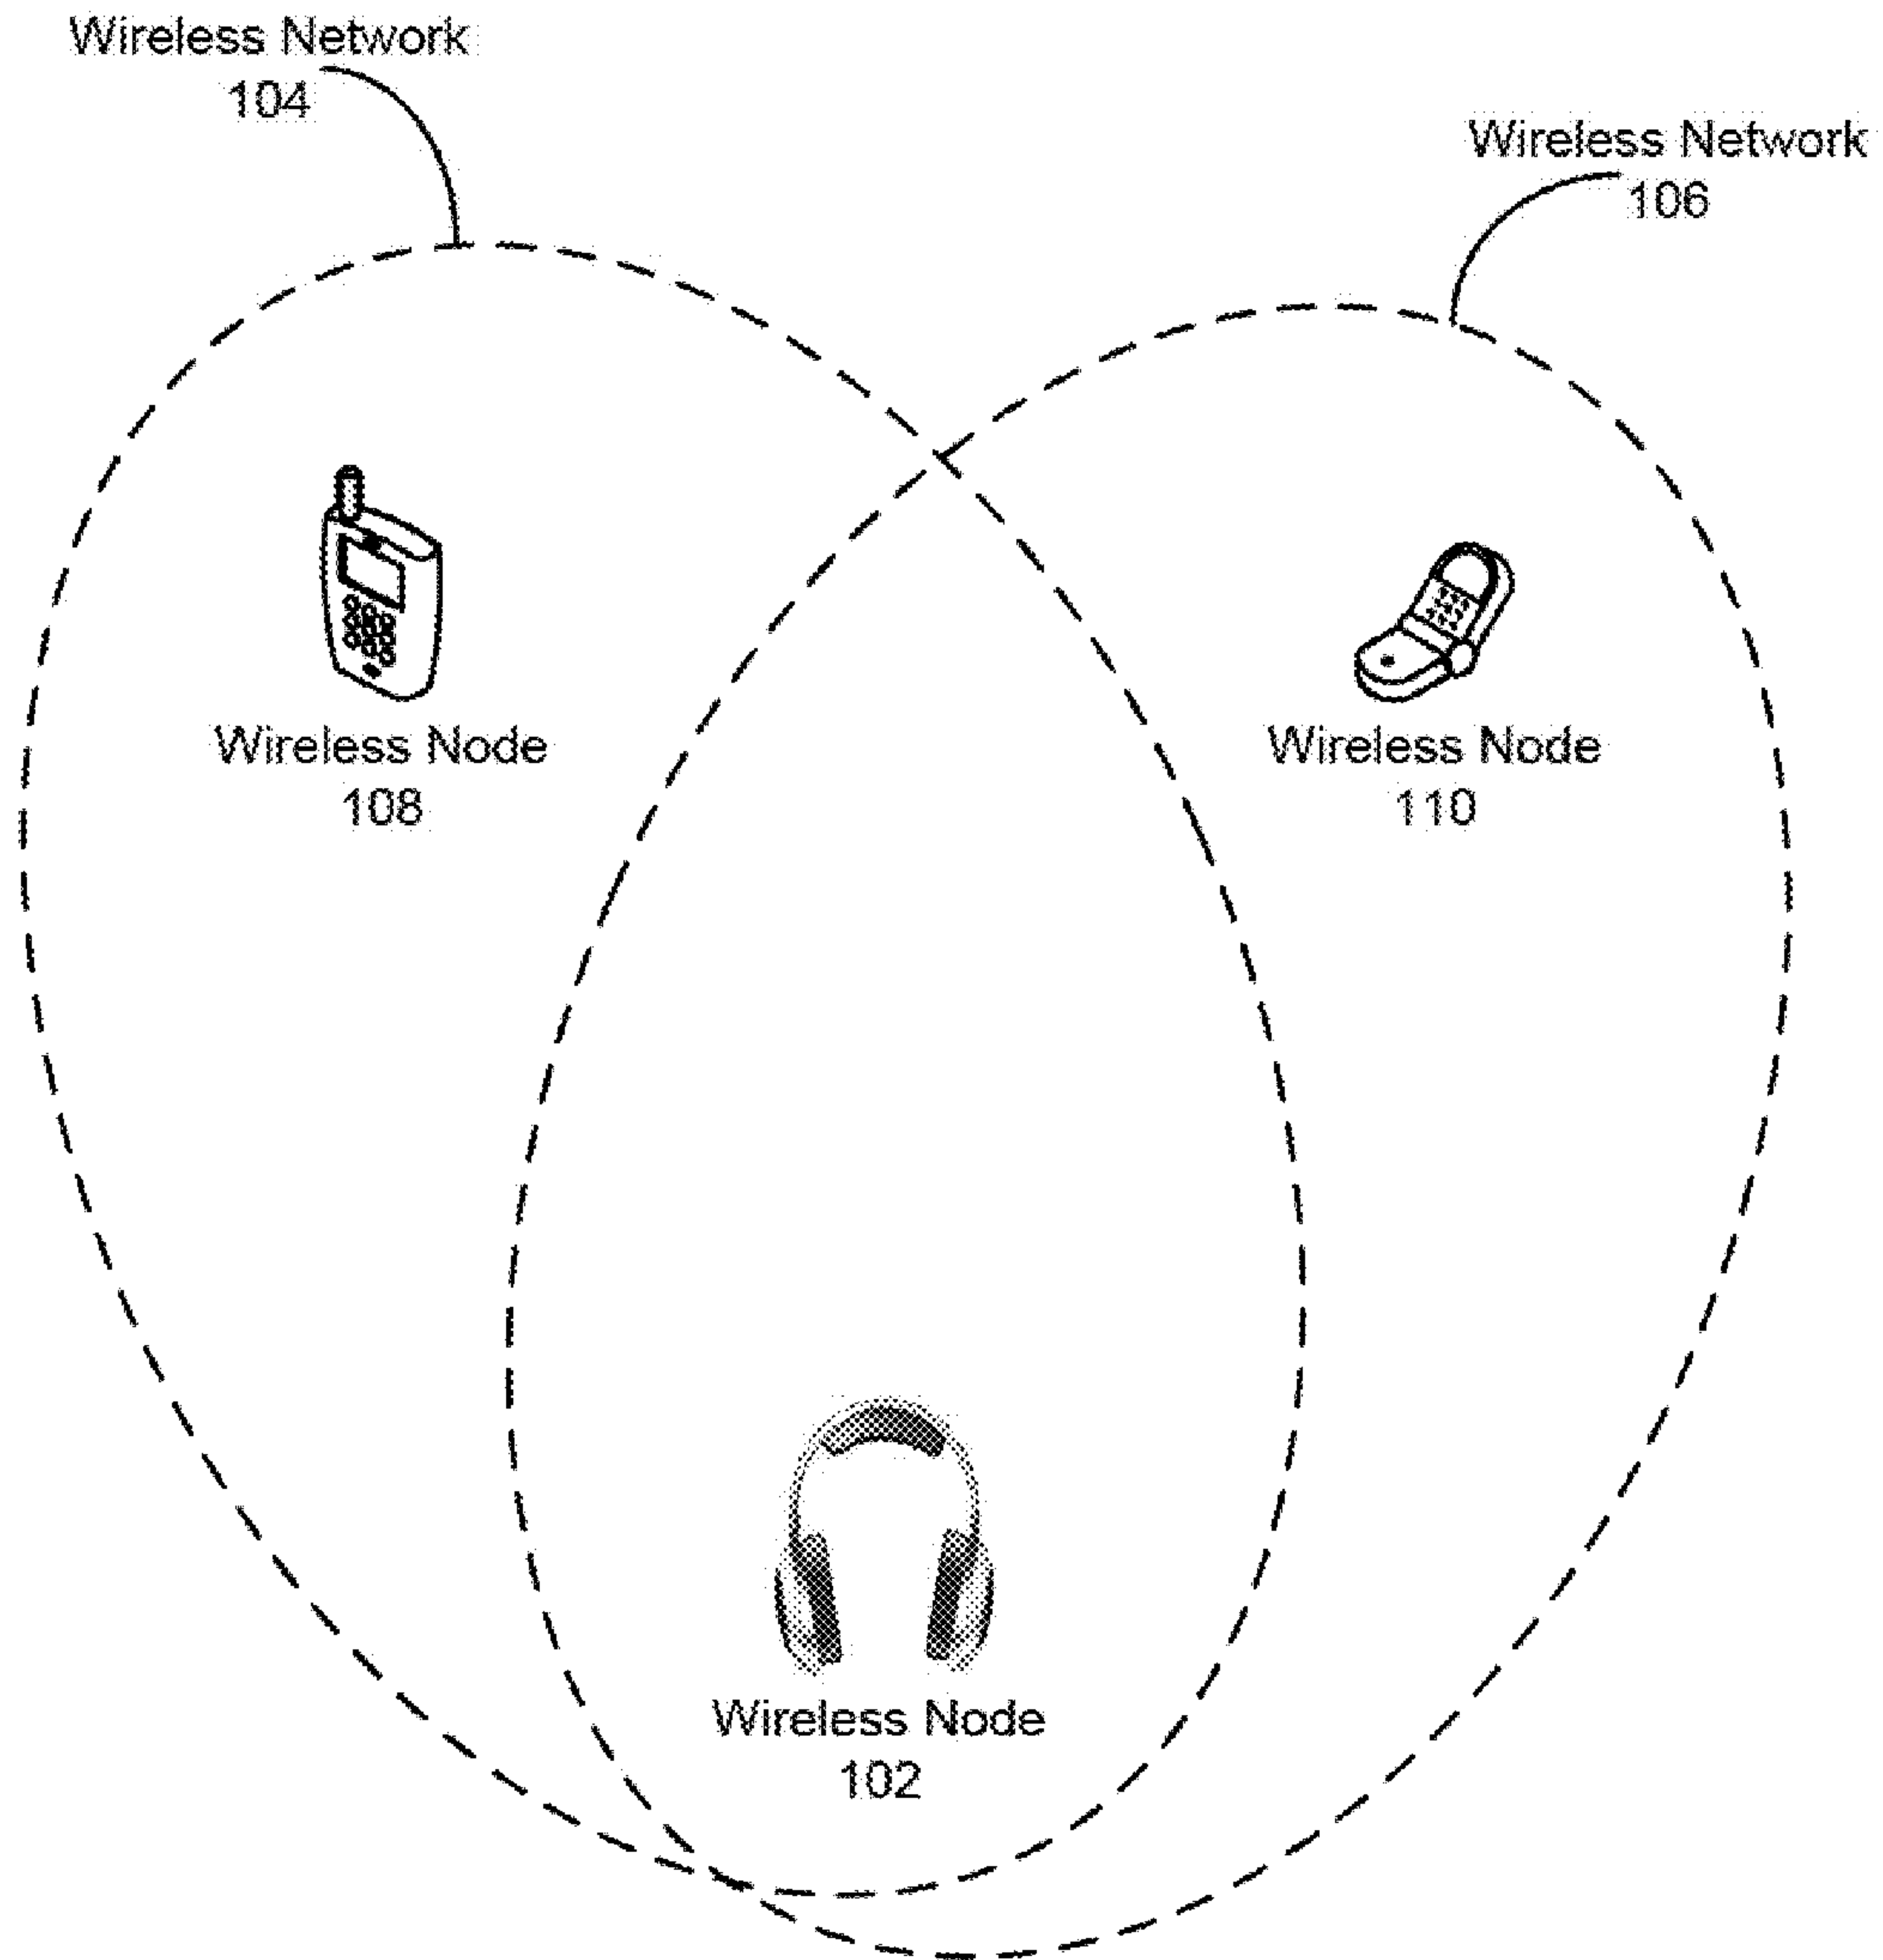 Wireless Network
104
Wireless Network
106
Wireless Node
108
Wireless Node
110
Wireless Node
102